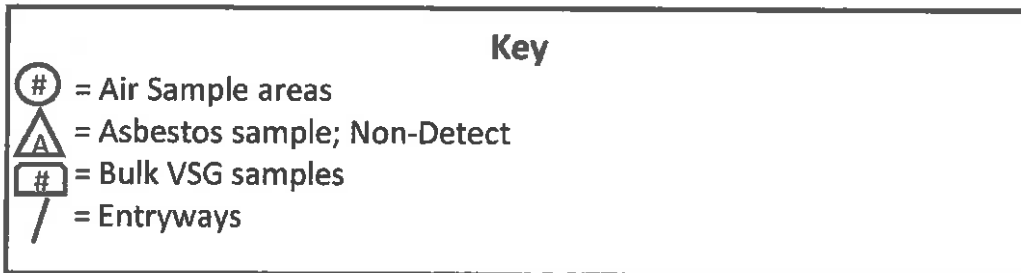 Key
# = Air Sample areas
A = Asbestos sample; Non-Detect
# = Bulk VSG samples
/ = Entryways